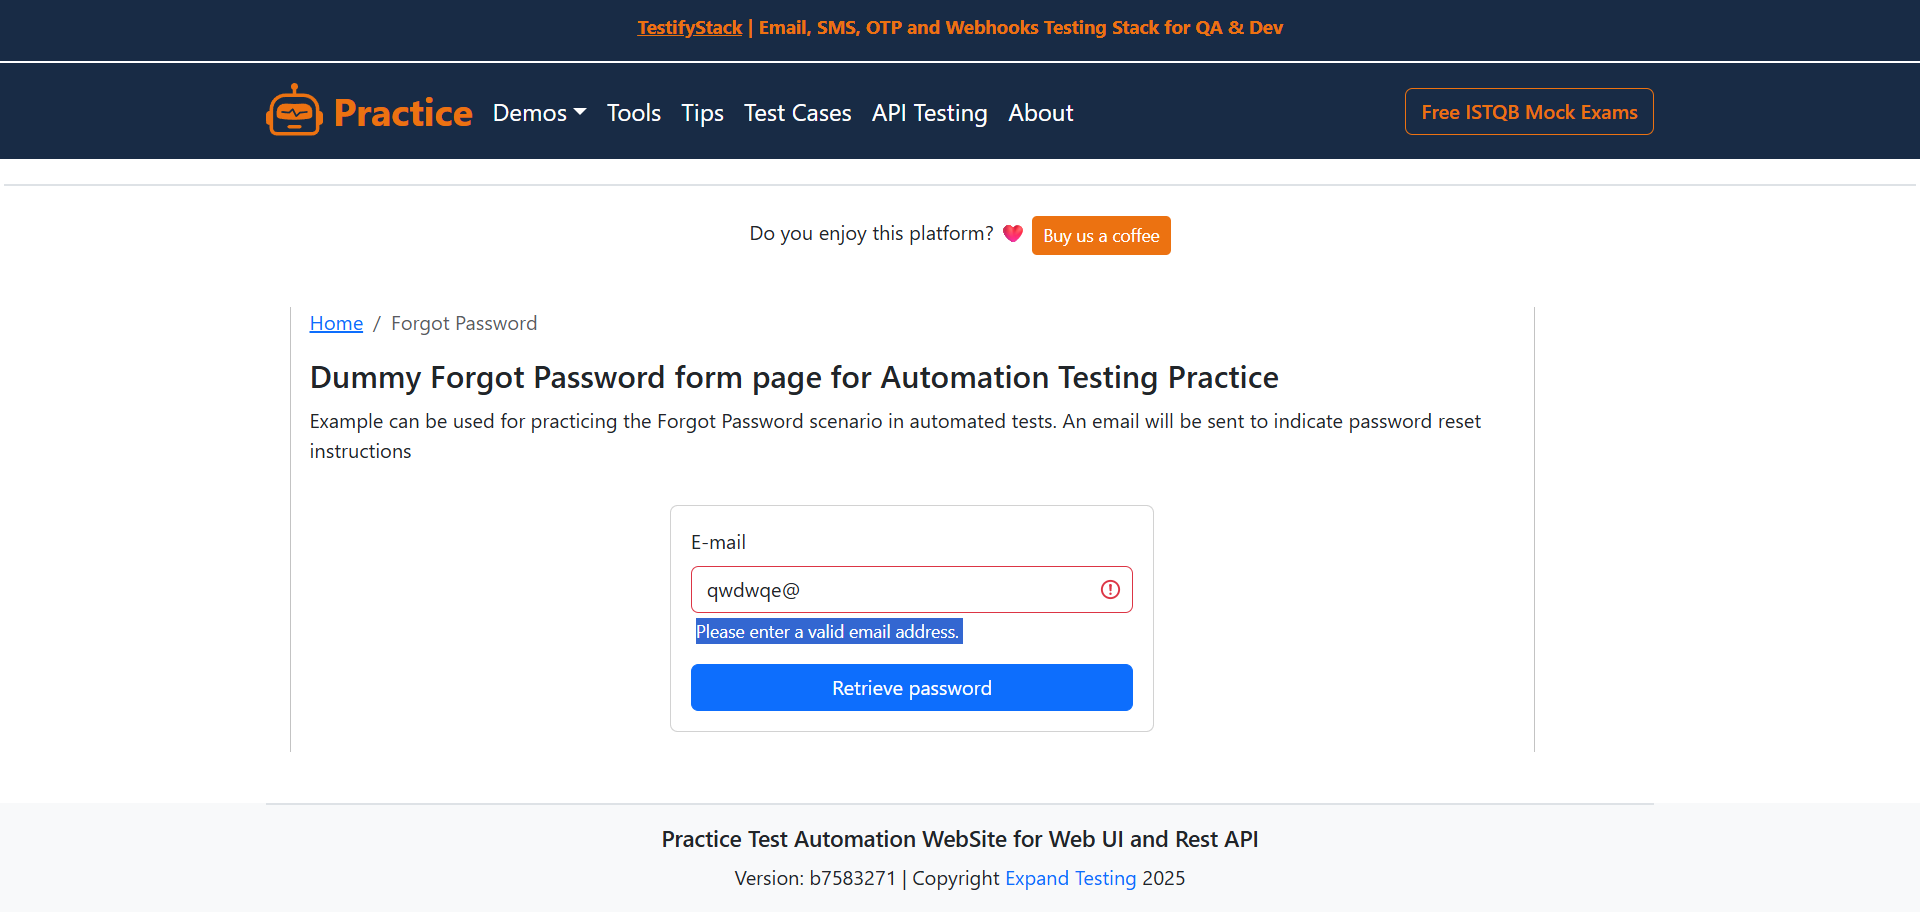 TestifyStack | Email, SMS, OTP and Webhooks Testing Stack for QA & Dev
Practice Demos Tools Tips Test Cases API Testing About Free ISTQB Mock Exams
Do you enjoy this platform? Buy us a coffee
Home / Forgot Password
Dummy Forgot Password form page for Automation Testing Practice
Example can be used for practicing the Forgot Password scenario in automated tests. An email will be sent to indicate password reset
instructions
E-mail
qwdwqe@
Please enter a valid email address.
Retrieve password
Practice Test Automation WebSite for Web UI and Rest API
Version: b7583271 | Copyright Expand Testing 2025